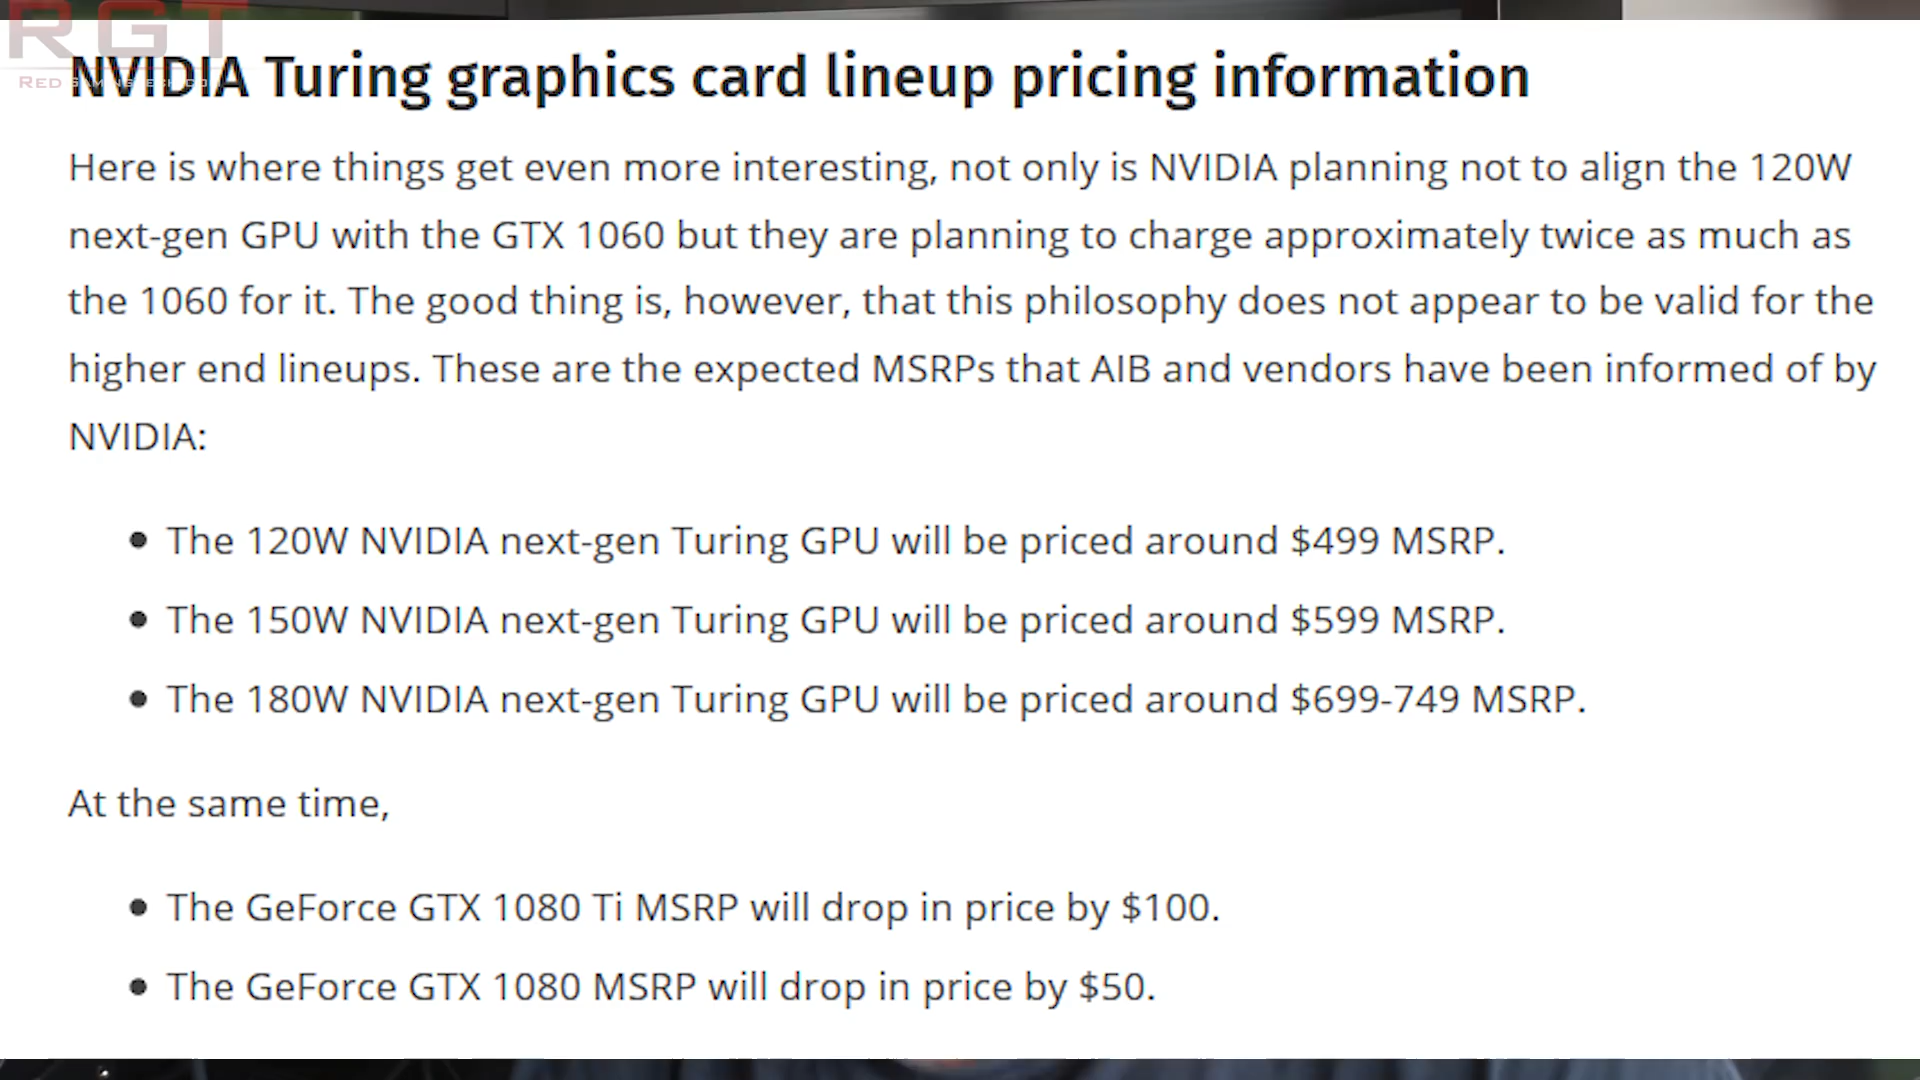 RGT
RED GAMING TECH.CO
NVIDIA Turing graphics card lineup pricing information
Here is where things get even more interesting, not only is NVIDIA planning not to align the 120W
next-gen GPU with the GTX 1060 but they are planning to charge approximately twice as much as
the 1060 for it. The good thing is, however, that this philosophy does not appear to be valid for the
higher end lineups. These are the expected MSRPs that AIB and vendors have been informed of by
NVIDIA:
• The 120W NVIDIA next-gen Turing GPU will be priced around $499 MSRP.
• The 150W NVIDIA next-gen Turing GPU will be priced around $599 MSRP.
• The 180W NVIDIA next-gen Turing GPU will be priced around $699-749 MSRP.
At the same time,
• The GeForce GTX 1080 Ti MSRP will drop in price by $100.
• The GeForce GTX 1080 MSRP will drop in price by $50.